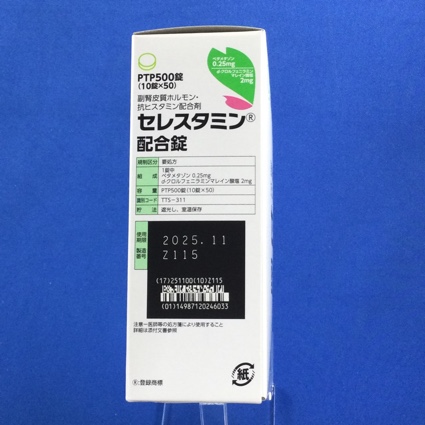 PTP500錠
(10錠×50)
ベタメタゾン
0.25mg
d-クロルフェニラミン
マレイン酸塩
2mg
副腎皮質ホルモン・
抗ヒスタミン配合剤
セレスタミン®
配合錠
規制区分 要処方
組成 1錠中
ベタメタゾン 0.25mg
d-クロルフェニラミンマレイン酸塩 2mg
容量 PTP500錠(10錠×50)
識別コード TTS-311
貯法 遮光し、室温保存
使用
期限 2025.11
製造
番号 Z115
(17)251100(10)Z115
(01)14987120246033
注意-医師等の処方箋により使用すること
詳細は添付文書参照
紙
®:登録商標